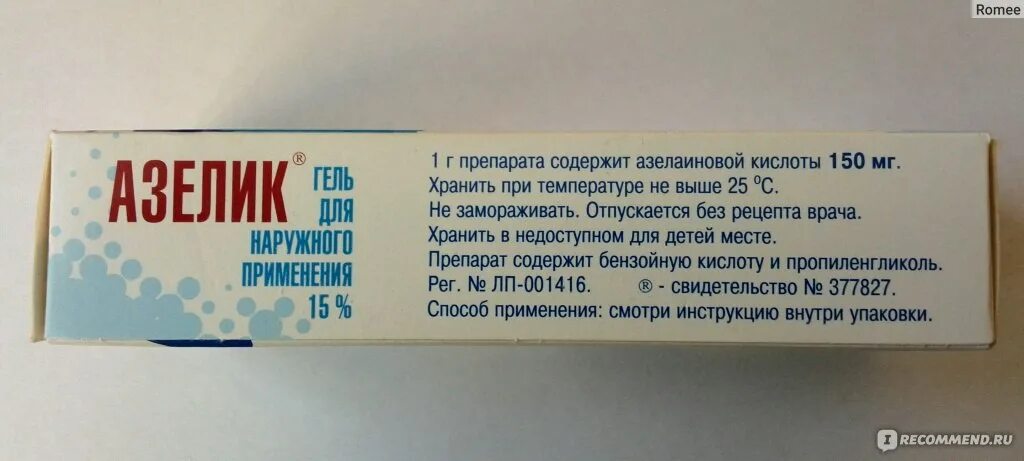 Romee
АЗЕЛИК®
ГЕЛЬ
ДЛЯ
НАРУЖНОГО
ПРИМЕНЕНИЯ
15 %
1 г препарата содержит азелаиновой кислоты 150 мг.
Хранить при температуре не выше 25 °С.
Не замораживать. Отпускается без рецепта врача.
Хранить в недоступном для детей месте.
Препарат содержит бензойную кислоту и пропиленгликоль.
Рег. № ЛП-001416. ® - свидетельство № 377827.
Способ применения: смотри инструкцию внутри упаковки.
IRECOMMEND.RU